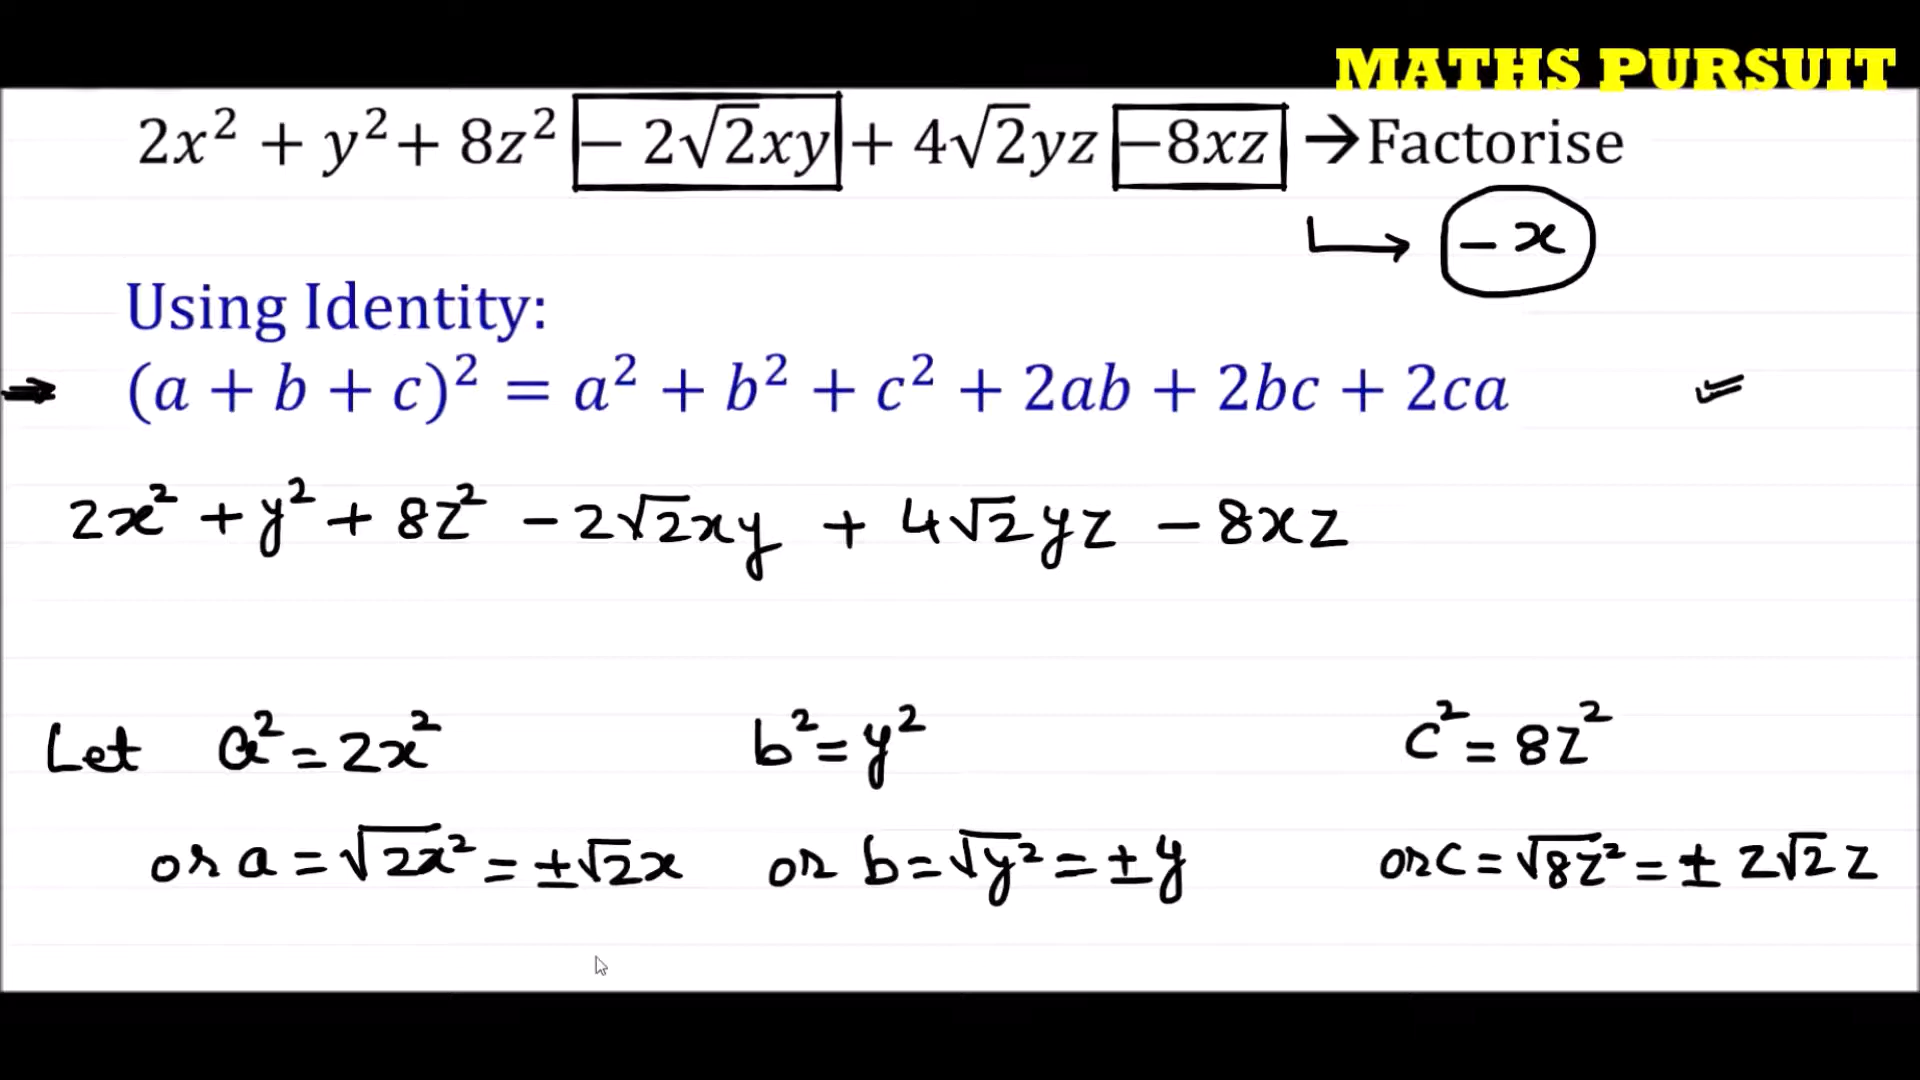 MATHS PURSUIT
2x² + y² + 8z² − 2√2xy + 4√2yz −8xz →Factorise
→ −x
Using Identity:
(a + b + c)² = a² + b² + c² + 2ab + 2bc + 2ca
2x² + y² + 8z² − 2√2xy + 4√2yz − 8xz
Let a² = 2x² b² = y² c² = 8z²
or a = √2x² = ±√2x or b = √y² = ±y or c = √8z² = ± 2√2z